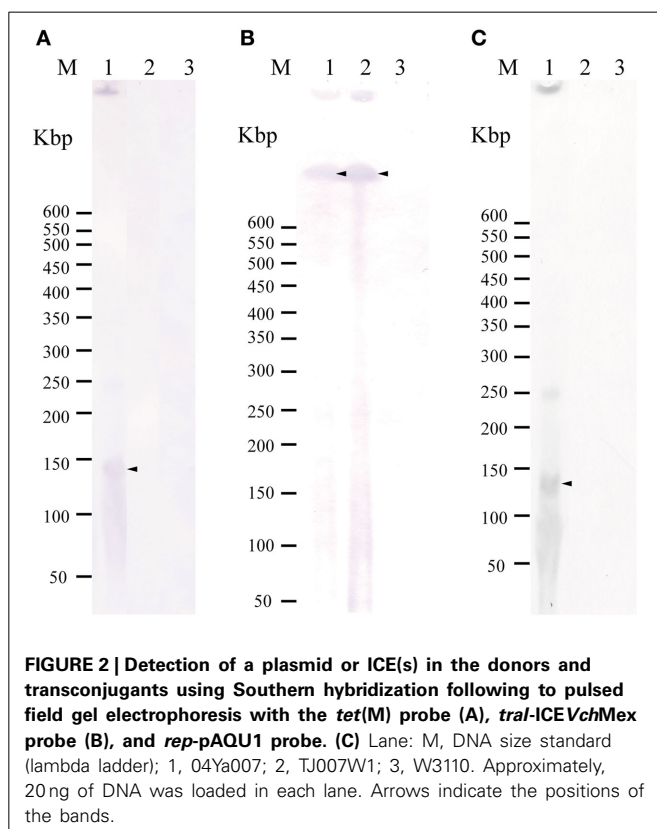 A
B
C
M 1 2 3
M 1 2 3
M 1 2 3
Kbp
Kbp
Kbp
600
550
500
450
400
350
300
250
200
150
100
50
600
550
500
450
400
350
300
250
200
150
100
50
600
550
500
450
400
350
300
250
200
150
100
50
FIGURE 2 | Detection of a plasmid or ICE(s) in the donors and
transconjugants using Southern hybridization following to pulsed
field gel electrophoresis with the tet(M) probe (A), traI-ICEVchMex
probe (B), and rep-pAQU1 probe. (C) Lane: M, DNA size standard
(lambda ladder); 1, 04Ya007; 2, TJ007W1; 3, W3110. Approximately,
20 ng of DNA was loaded in each lane. Arrows indicate the positions of
the bands.